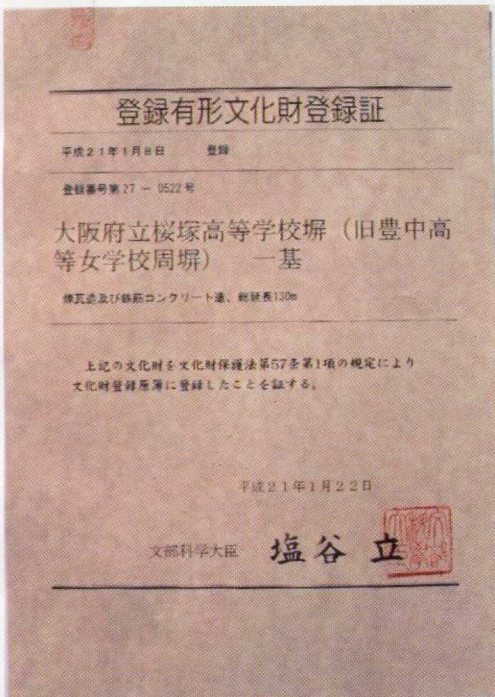 登録有形文化財登録証
平成21年1月8日　登録
登録番号第27－0522号
大阪府立桜塚高等学校塀（旧豊中高
等女学校周塀）　一基
煉瓦造及び鉄筋コンクリート造、総延長130m
上記の文化財を文化財保護法第57条第1項の規定により
文化財登録原簿に登録したことを証する。
平成21年1月22日
文部科学大臣　塩谷　立